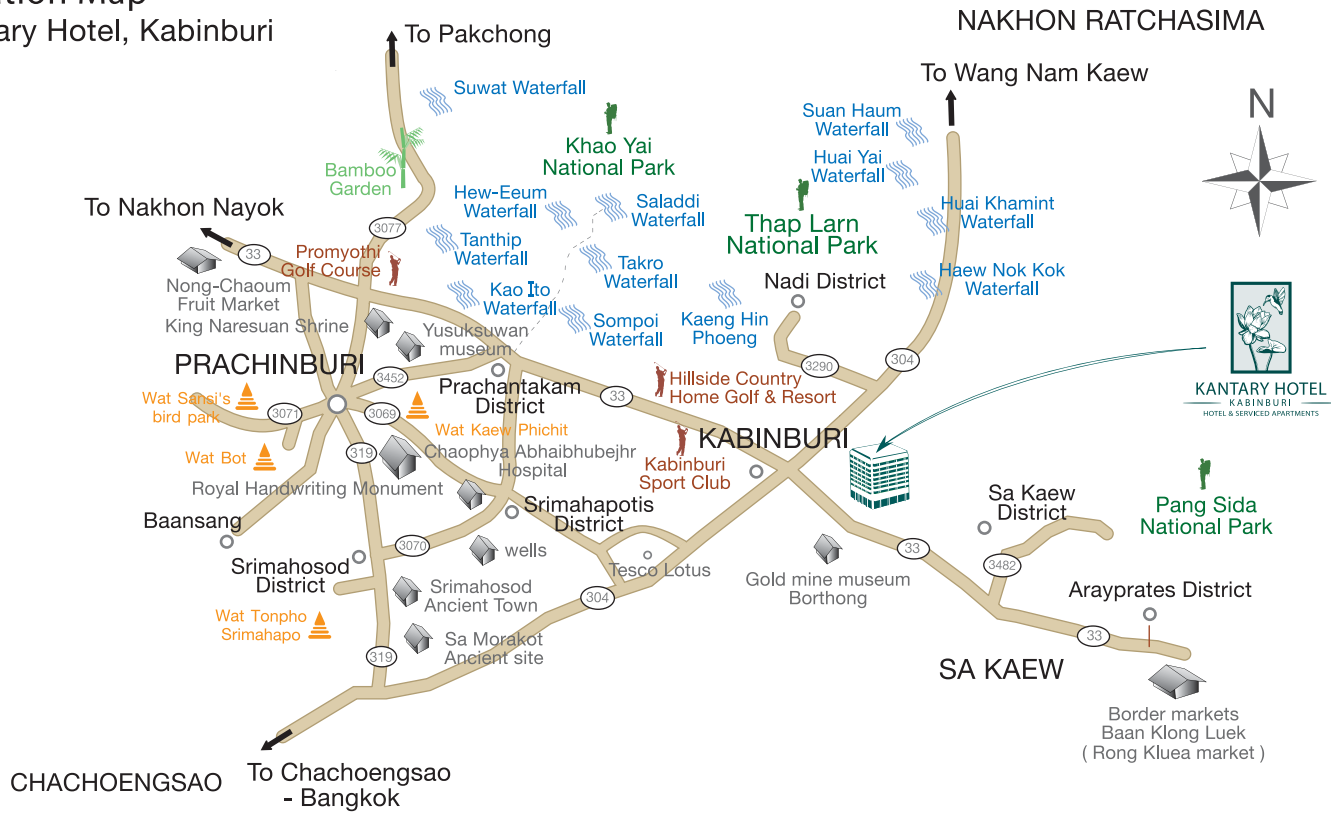 ation Map
ary Hotel, Kabinburi
To Pakchong
NAKHON RATCHASIMA
To Wang Nam Kaew
N
Suwat Waterfall
Khao Yai
National Park
Suan Haum
Waterfall
Huai Yai
Waterfall
Bamboo
Garden
Hew-Eeum
Waterfall
Saladdi
Waterfall
Thap Larn
National Park
Huai Khamint
Waterfall
To Nakhon Nayok
33
3077
Promyothi
Golf Course
Tanthip
Waterfall
Takro
Waterfall
Haew Nok Kok
Waterfall
Nadi District
Nong-Chaoum
Fruit Market
Kao Ito
Waterfall
Sompoi
Waterfall
Kaeng Hin
Phoeng
King Naresuan Shrine
Yusuksuwan
museum
PRACHINBURI
3452
Prachantakam
District
33
Hillside Country
Home Golf & Resort
3290
304
KANTARY HOTEL
KABINBURI
HOTEL & SERVICED APARTMENTS
Wat Sansi's
bird park
3071
3069
Wat Kaew Phichit
Wat Bot
319
Chaophya Abhaibhubejhr
Hospital
Kabinburi
Sport Club
KABINBURI
Royal Handwriting Monument
Baansang
Srimahapotis
District
Sa Kaew
District
Pang Sida
National Park
Srimahosod
District
3070
wells
Tesco Lotus
33
3482
Gold mine museum
Borthong
Srimahosod
Ancient Town
304
Arayprates District
Wat Tonpho
Srimahapo
Sa Morakot
Ancient site
319
33
SA KAEW
Border markets
Baan Klong Luek
( Rong Kluea market )
CHACHOENGSAO
To Chachoengsao
- Bangkok